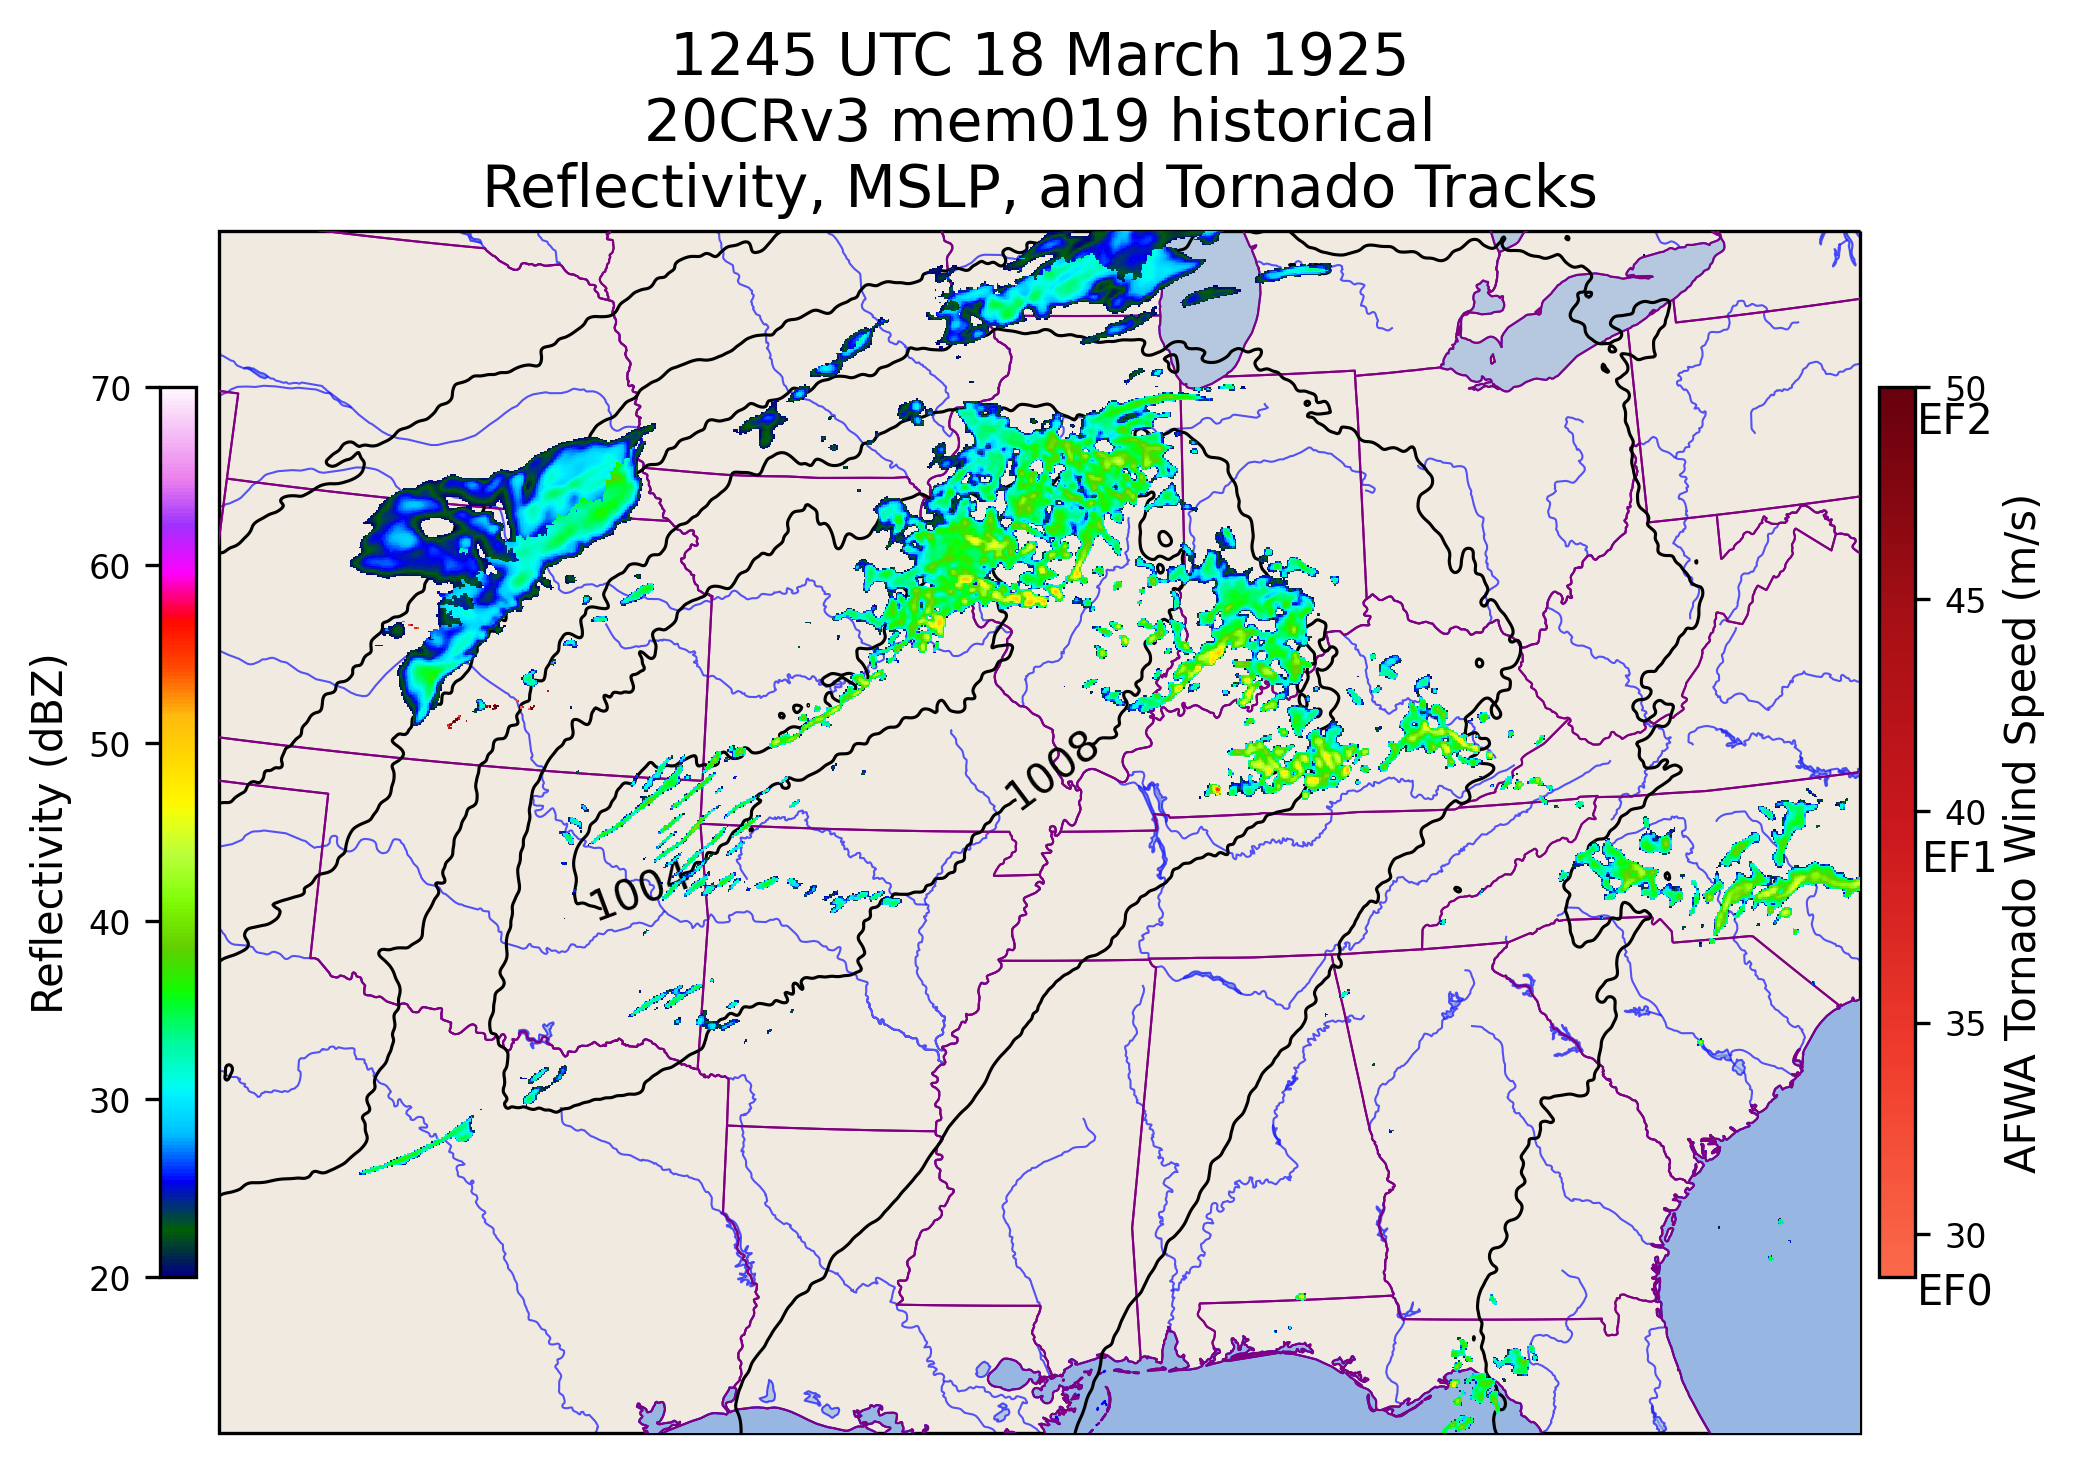 1245 UTC 18 March 1925
20CRv3 mem019 historical
Reflectivity, MSLP, and Tornado Tracks
70
60
50
40
30
20
Reflectivity (dBZ)
1008
1004
50
EF2
45
40
EF1
35
30
EF0
AFWA Tornado Wind Speed (m/s)